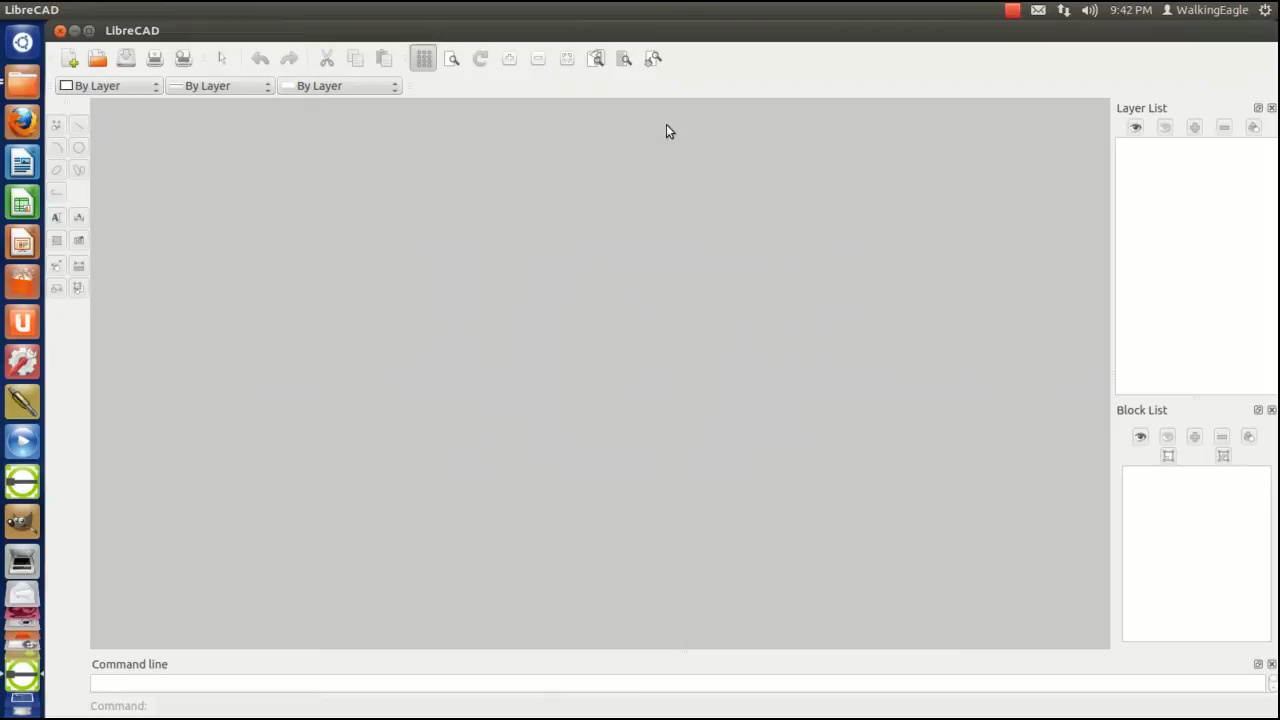 LibreCAD
9:42 PM WalkingEagle
LibreCAD
By Layer By Layer By Layer
Layer List
Block List
Command line
Command: